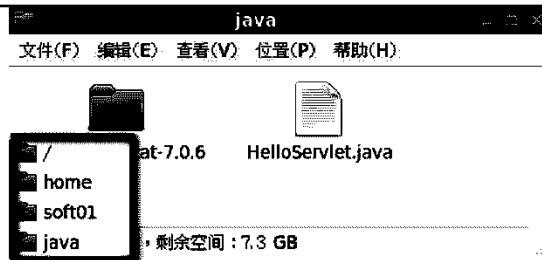 java
文件(F) 编辑(E) 查看(V) 位置(P) 帮助(H)
at-7.0.6 HelloServlet.java
/
home
soft01
java ,剩余空间:7.3 GB